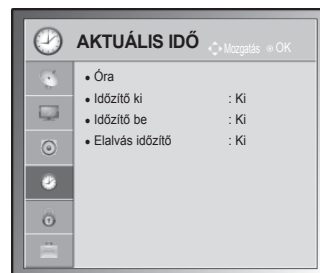 AKTUÁLIS IDŐ Mozgatás OK
• Óra
• Időzítő ki : Ki
• Időzítő be : Ki
• Elalvás időzítő : Ki